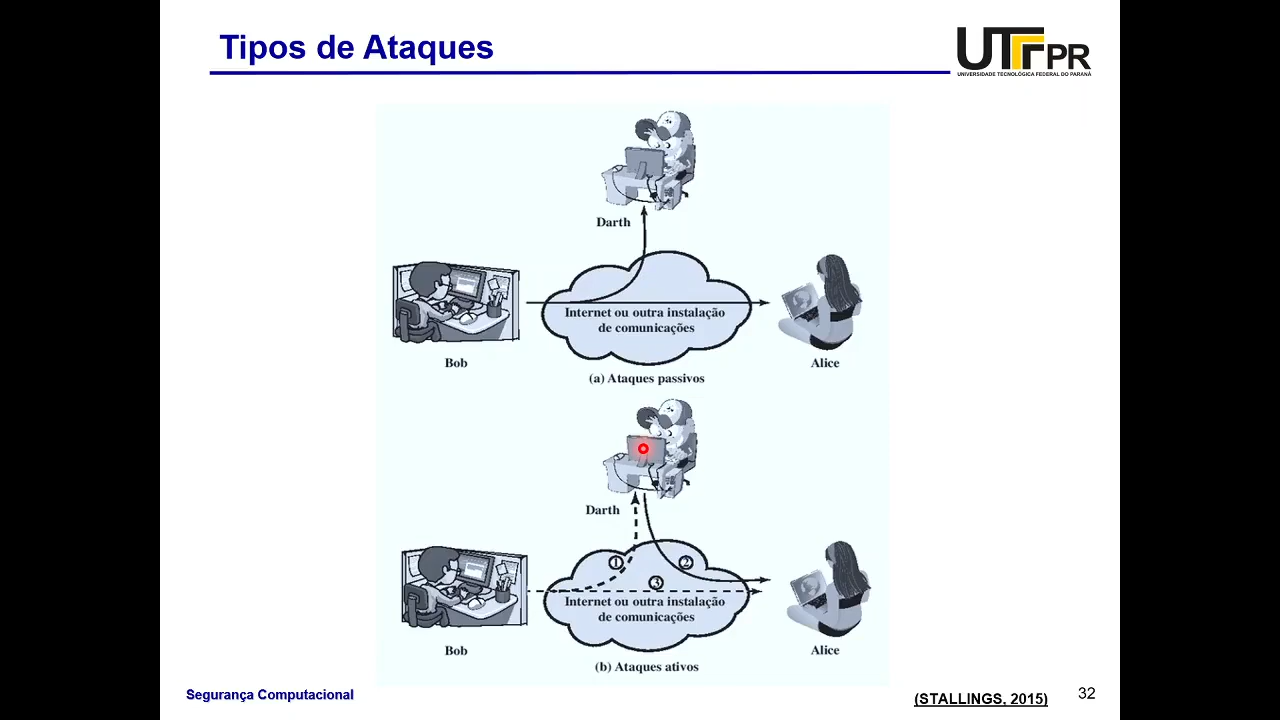 Tipos de Ataques
UTFPR
UNIVERSIDADE TECNOLÓGICA FEDERAL DO PARANÁ
Darth
Internet ou outra instalação
de comunicações
Bob
Alice
(a) Ataques passivos
Darth
1
2
3
Internet ou outra instalação
de comunicações
Bob
Alice
(b) Ataques ativos
Segurança Computacional
(STALLINGS, 2015)
32